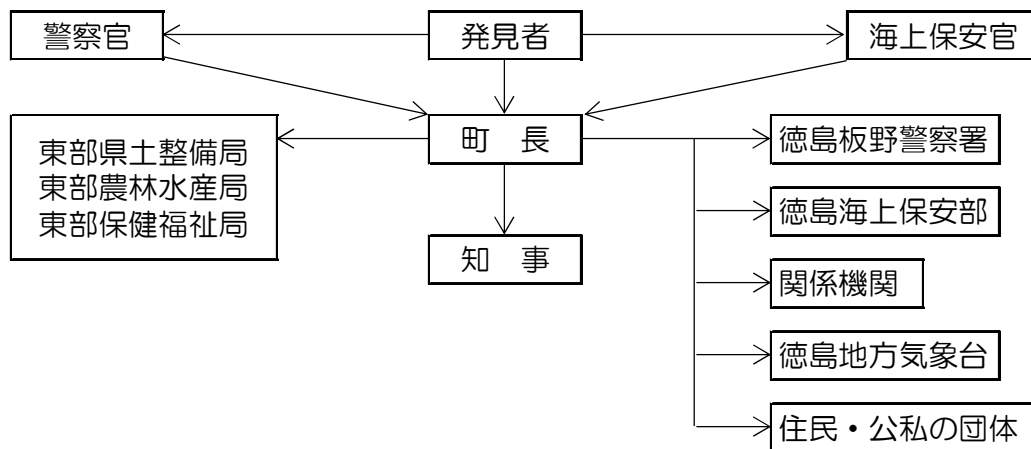 警察官
発見者
海上保安官
東部県土整備局
東部農林水産局
東部保健福祉局
町　長
徳島板野警察署
徳島海上保安部
知　事
関係機関
徳島地方気象台
住民・公私の団体